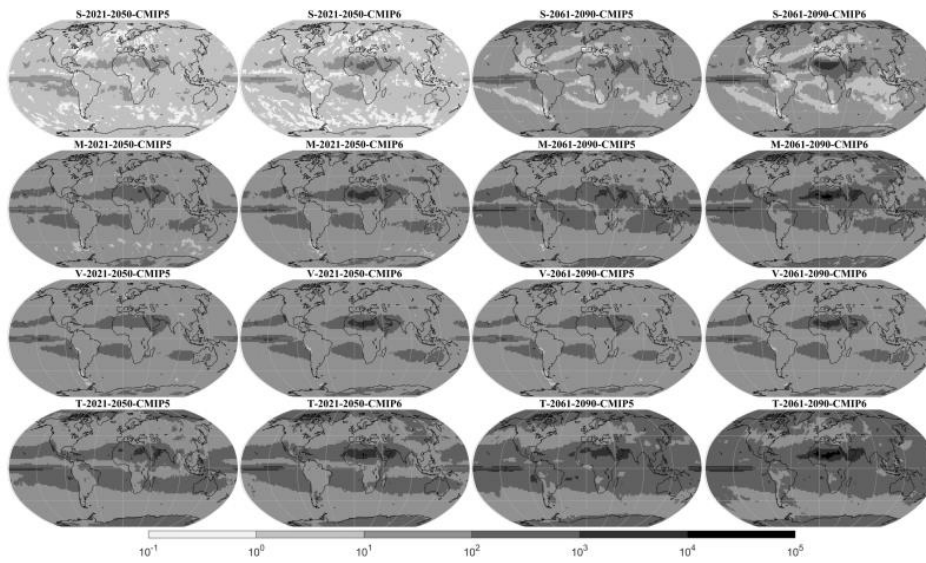 S-2021-2050-CMIP5 S-2021-2050-CMIP6 S-2061-2090-CMIP5 S-2061-2090-CMIP6
M-2021-2050-CMIP5 M-2021-2050-CMIP6 M-2061-2090-CMIP5 M-2061-2090-CMIP6
V-2021-2050-CMIP5 V-2021-2050-CMIP6 V-2061-2090-CMIP5 V-2061-2090-CMIP6
T-2021-2050-CMIP5 T-2021-2050-CMIP6 T-2061-2090-CMIP5 T-2061-2090-CMIP6
10⁻¹ 10⁰ 10¹ 10² 10³ 10⁴ 10⁵